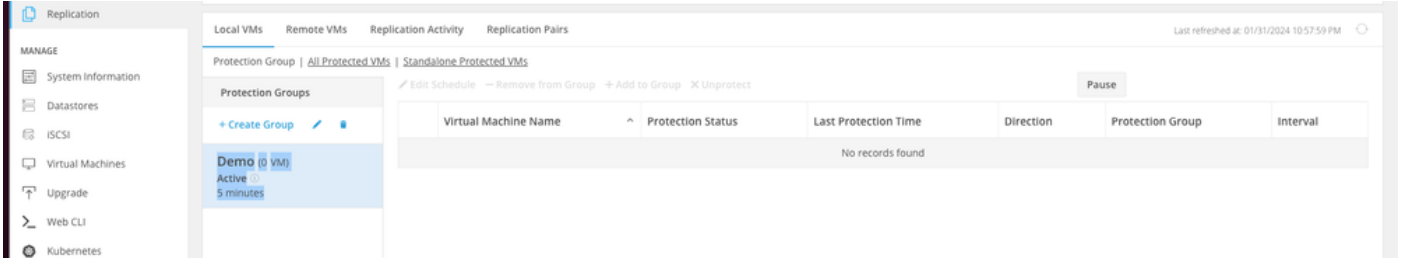 Replication
MANAGE
System Information
Datastores
iSCSI
Virtual Machines
Upgrade
Web CLI
Kubernetes
Local VMs Remote VMs Replication Activity Replication Pairs
Last refreshed at: 01/31/2024 10:57:59 PM
Protection Group | All Protected VMs | Standalone Protected VMs
Protection Groups
+ Create Group
Demo (0 VM)
Active
5 minutes
Edit Schedule − Remove from Group + Add to Group × Unprotect
Pause
Virtual Machine Name Protection Status Last Protection Time Direction Protection Group Interval
No records found